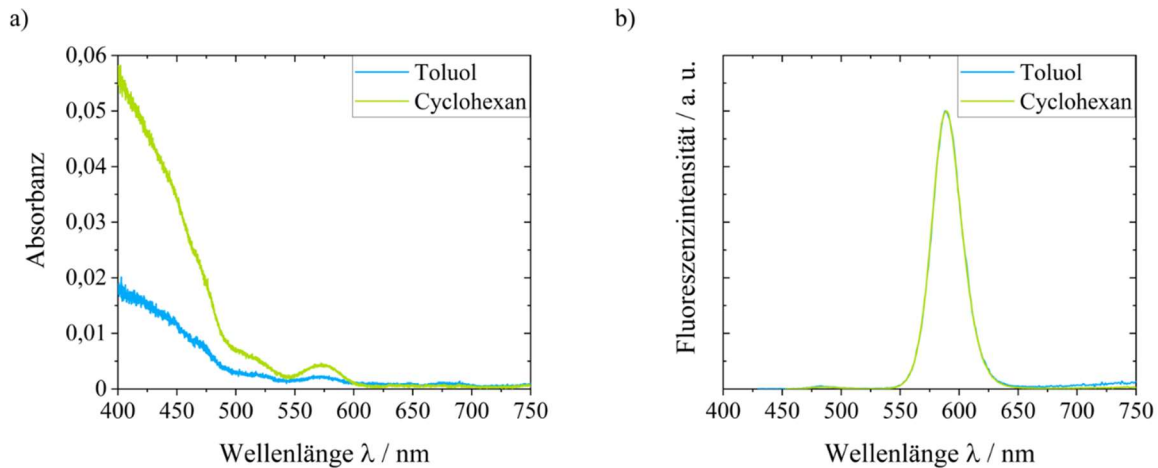 a)
0,06
0,05
0,04
0,03
0,02
0,01
0
Absorbanz
Toluol
Cyclohexan
400 450 500 550 600 650 700 750
Wellenlänge λ / nm
b)
Fluoreszenzintensität / a. u.
Toluol
Cyclohexan
400 450 500 550 600 650 700 750
Wellenlänge λ / nm